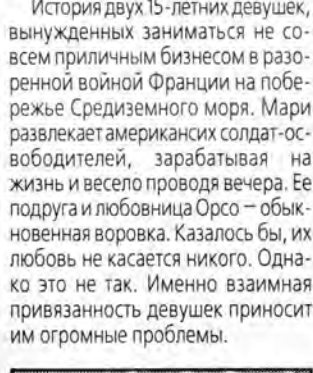 История двух 15-летних девушек,
вынужденных заниматься не со-
всем приличным бизнесом в разо-
ренной войной Франции на побе-
режье Средиземного моря. Мари
развлекает американсих солдат-ос-
вободителей, зарабатывая на
жизнь и весело проводя вечера. Ее
подруга и любовница Орсо – обык-
новенная воровка. Казалось бы, их
любовь не касается никого. Одна-
ко это не так. Именно взаимная
привязанность девушек приносит
им огромные проблемы.